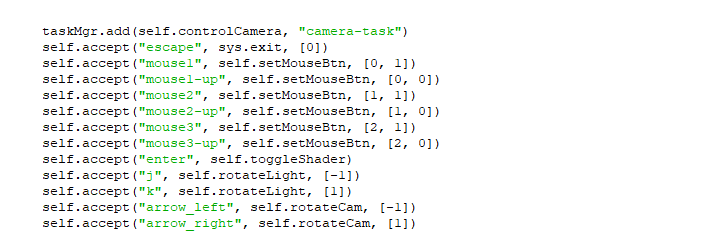 taskMgr.add(self.controlCamera, "camera-task")
self.accept("escape", sys.exit, [0])
self.accept("mouse1", self.setMouseBtn, [0, 1])
self.accept("mouse1-up", self.setMouseBtn, [0, 0])
self.accept("mouse2", self.setMouseBtn, [1, 1])
self.accept("mouse2-up", self.setMouseBtn, [1, 0])
self.accept("mouse3", self.setMouseBtn, [2, 1])
self.accept("mouse3-up", self.setMouseBtn, [2, 0])
self.accept("enter", self.toggleShader)
self.accept("j", self.rotateLight, [-1])
self.accept("k", self.rotateLight, [1])
self.accept("arrow_left", self.rotateCam, [-1])
self.accept("arrow_right", self.rotateCam, [1])